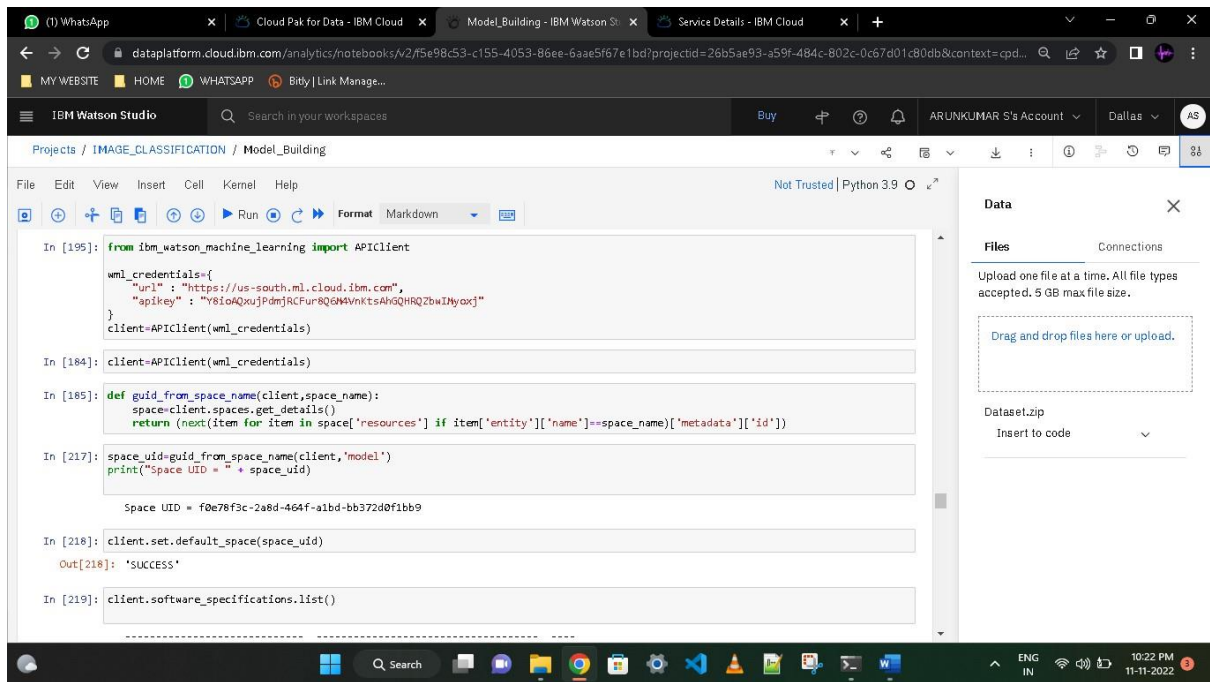 (1) WhatsApp
Cloud Pak for Data - IBM Cloud
Model_Building - IBM Watson St
Service Details - IBM Cloud
dataplatform.cloud.ibm.com/analytics/notebooks/v2/f5e98c53-c155-4053-86ee-6aae5f67e1bd?projectid=26b5ae93-a59f-484c-802c-0c67d01c80db&context=cpd...
MY WEBSITE HOME WHATSAPP Bitly | Link Manage...
IBM Watson Studio Search in your workspaces Buy ARUNKUMAR S's Account Dallas AS
Projects / IMAGE_CLASSIFICATION / Model_Building
File Edit View Insert Cell Kernel Help Not Trusted | Python 3.9
Run Format Markdown
In [195]: from ibm_watson_machine_learning import APIClient
wml_credentials={
"url" : "https://us-south.ml.cloud.ibm.com",
"apikey" : "Y8ioAQxujPdmjRCFur8Q6M4VnKtsAhGQHRQZbwIMyoxj"
}
client=APIClient(wml_credentials)
In [184]: client=APIClient(wml_credentials)
In [185]: def guid_from_space_name(client,space_name):
space=client.spaces.get_details()
return (next(item for item in space['resources'] if item['entity']['name']==space_name)['metadata']['id'])
In [217]: space_uid=guid_from_space_name(client,'model')
print("Space UID = " + space_uid)
Space UID = f0e78f3c-2a8d-464f-a1bd-bb372d0f1bb9
In [218]: client.set.default_space(space_uid)
Out[218]: 'SUCCESS'
In [219]: client.software_specifications.list()
---------------------------- ----------------------------------- ----
Data
Files Connections
Upload one file at a time. All file types
accepted. 5 GB max file size.
Drag and drop files here or upload.
Dataset.zip
Insert to code
Search
ENG
IN
10:22 PM
11-11-2022
3